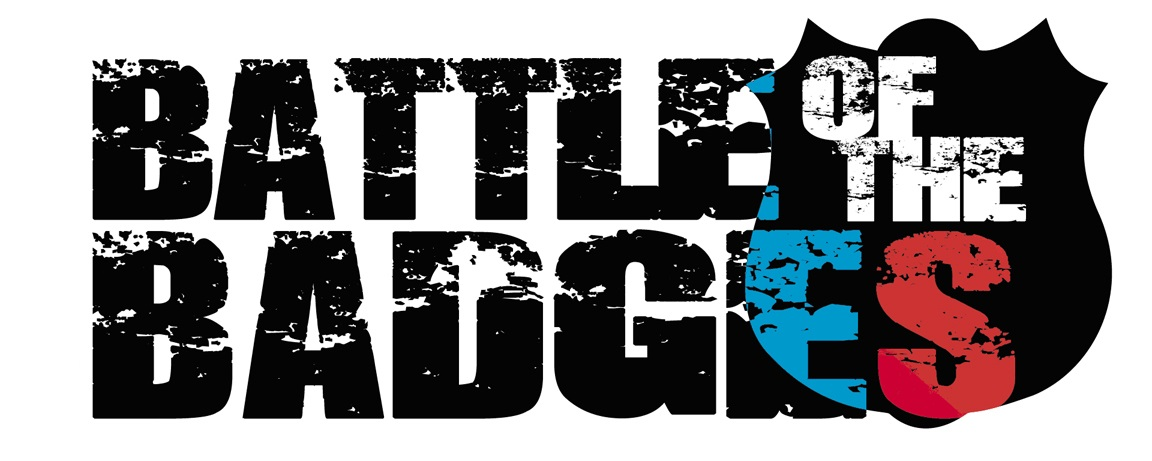 BATTLE OF
THE
BADGES